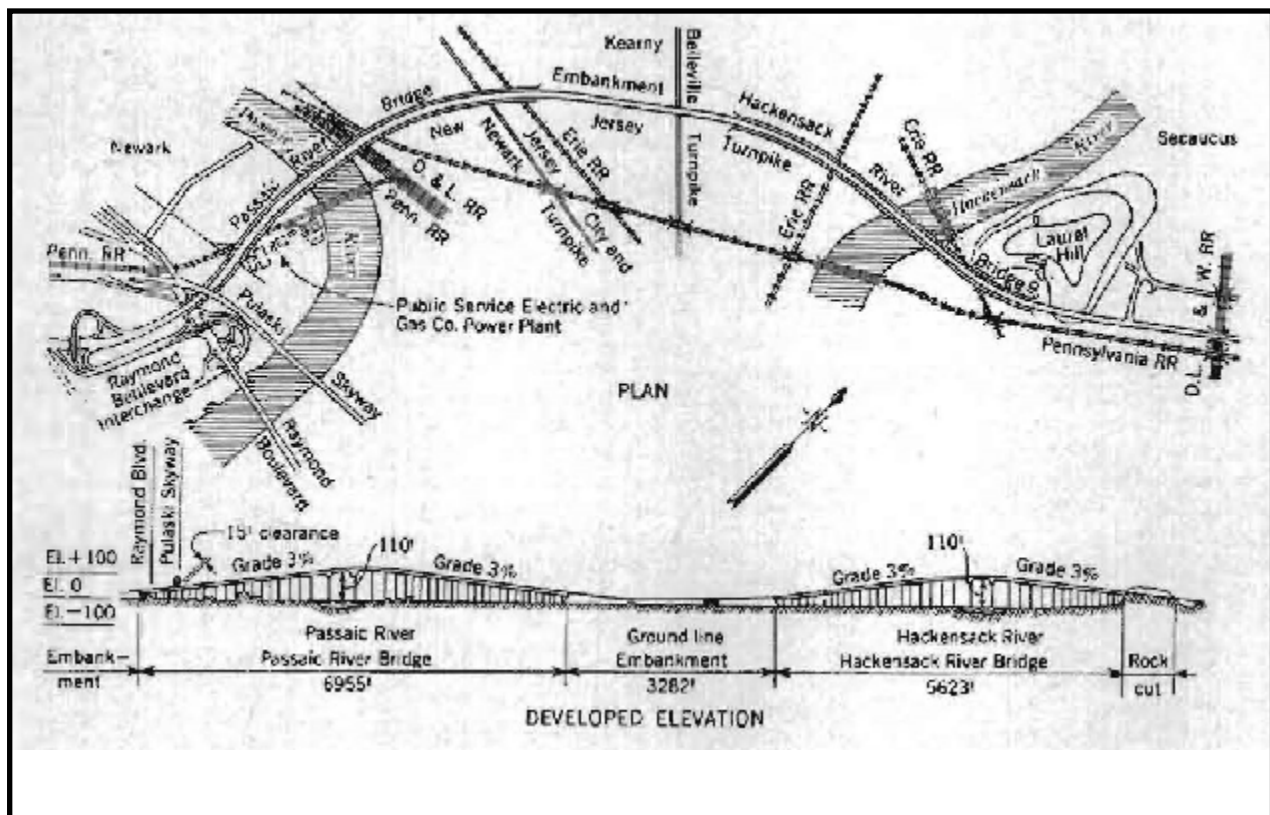 Kearny
Belleville
Turnpike
Embankment
Bridge
Hackensack
River
Secaucus
Newark
River
Passaic
New
Jersey
Turnpike
Newark
Turnpike
Jersey
City and
Erie RR
Erie RR
River
Hackensack
Laurel
Hill
Bridge
D. & L. RR
Penn. RR
River
Penn. RR
Pulaski
Skyway
Public Service Electric and
Gas Co. Power Plant
D.L. & W. RR
Pennsylvania RR
Raymond
Boulevard
Interchange
Raymond
Boulevard
PLAN
N
Raymond Blvd.
Pulaski Skyway
15' clearance
El. +100
El. 0
El. -100
Grade 3%
110'
Grade 3%
Grade 3%
110'
Grade 3%
Embank-
ment
Passaic River
Passaic River Bridge
6955'
Ground line
Embankment
3282'
Hackensack River
Hackensack River Bridge
5623'
Rock
cut
DEVELOPED ELEVATION